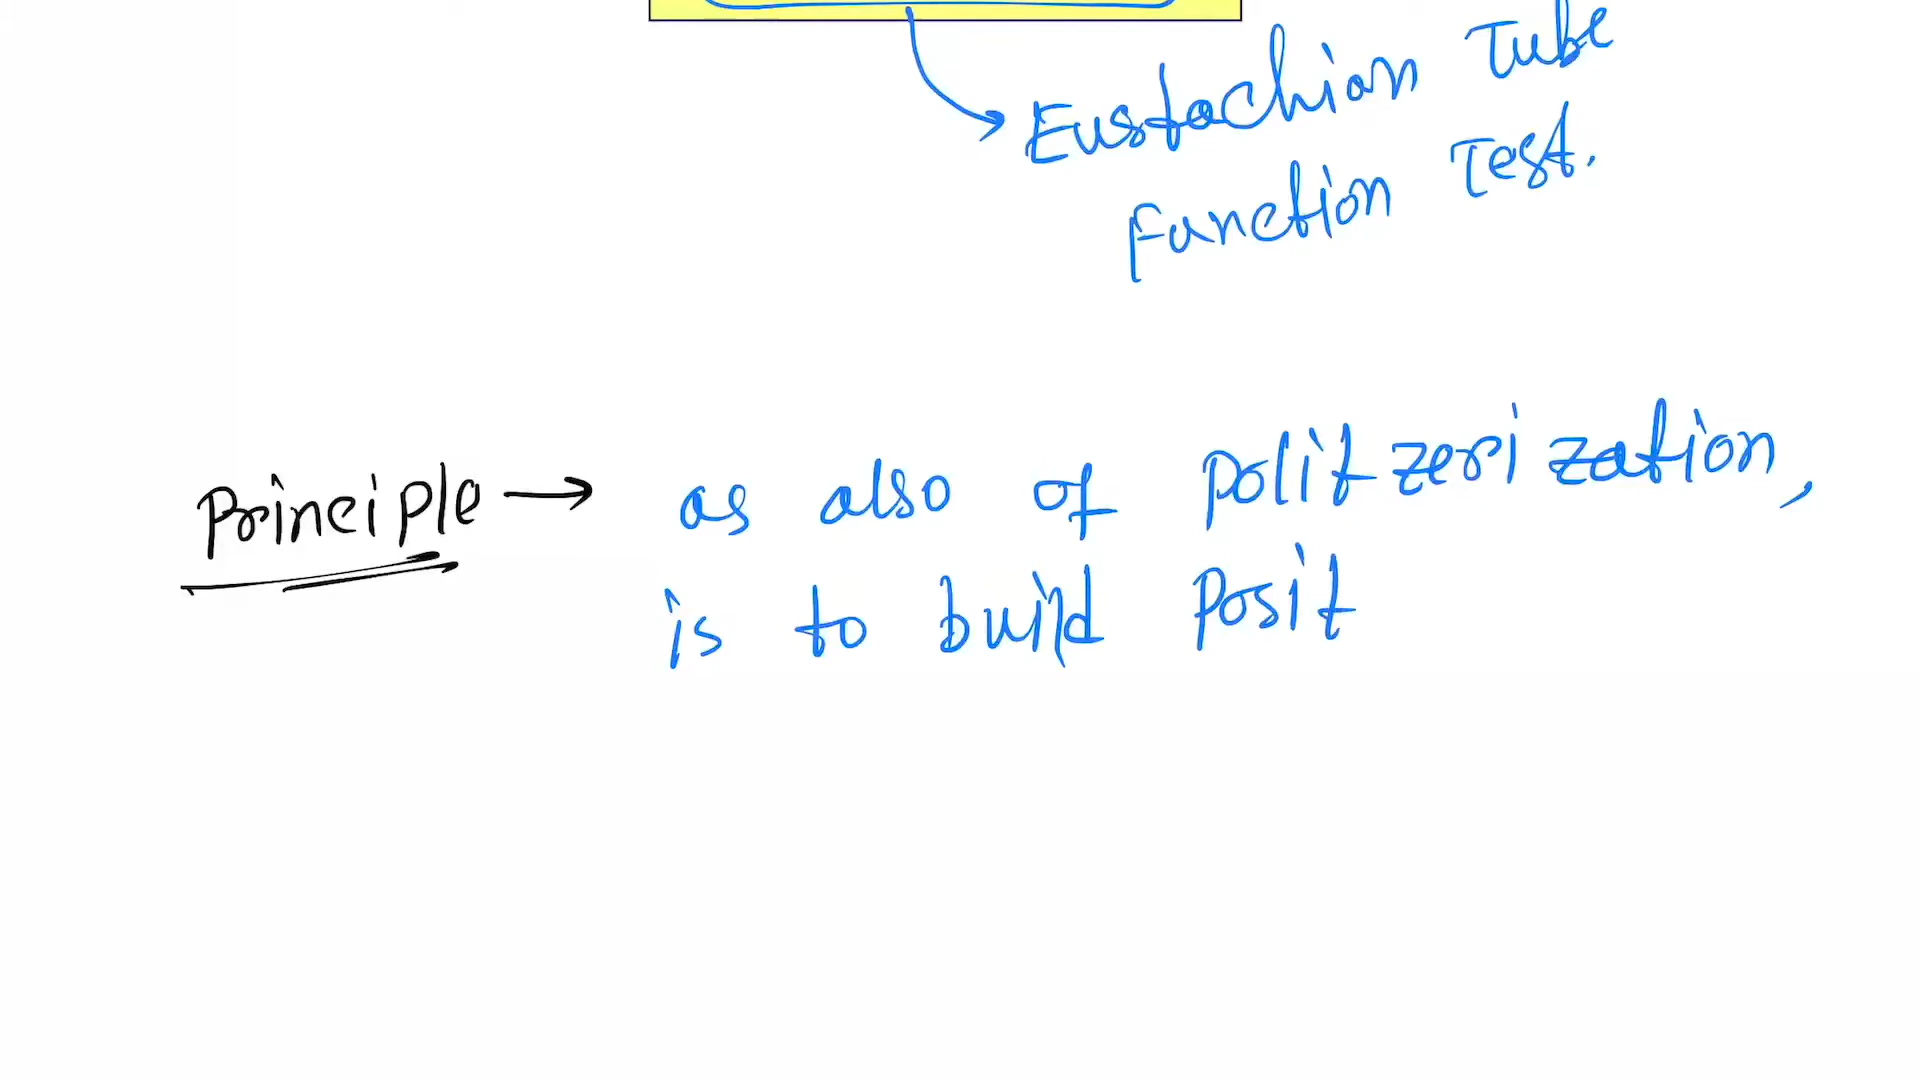 Eustachian Tube
Function Test.
Principle → as also of politzerization,
is to build Posit